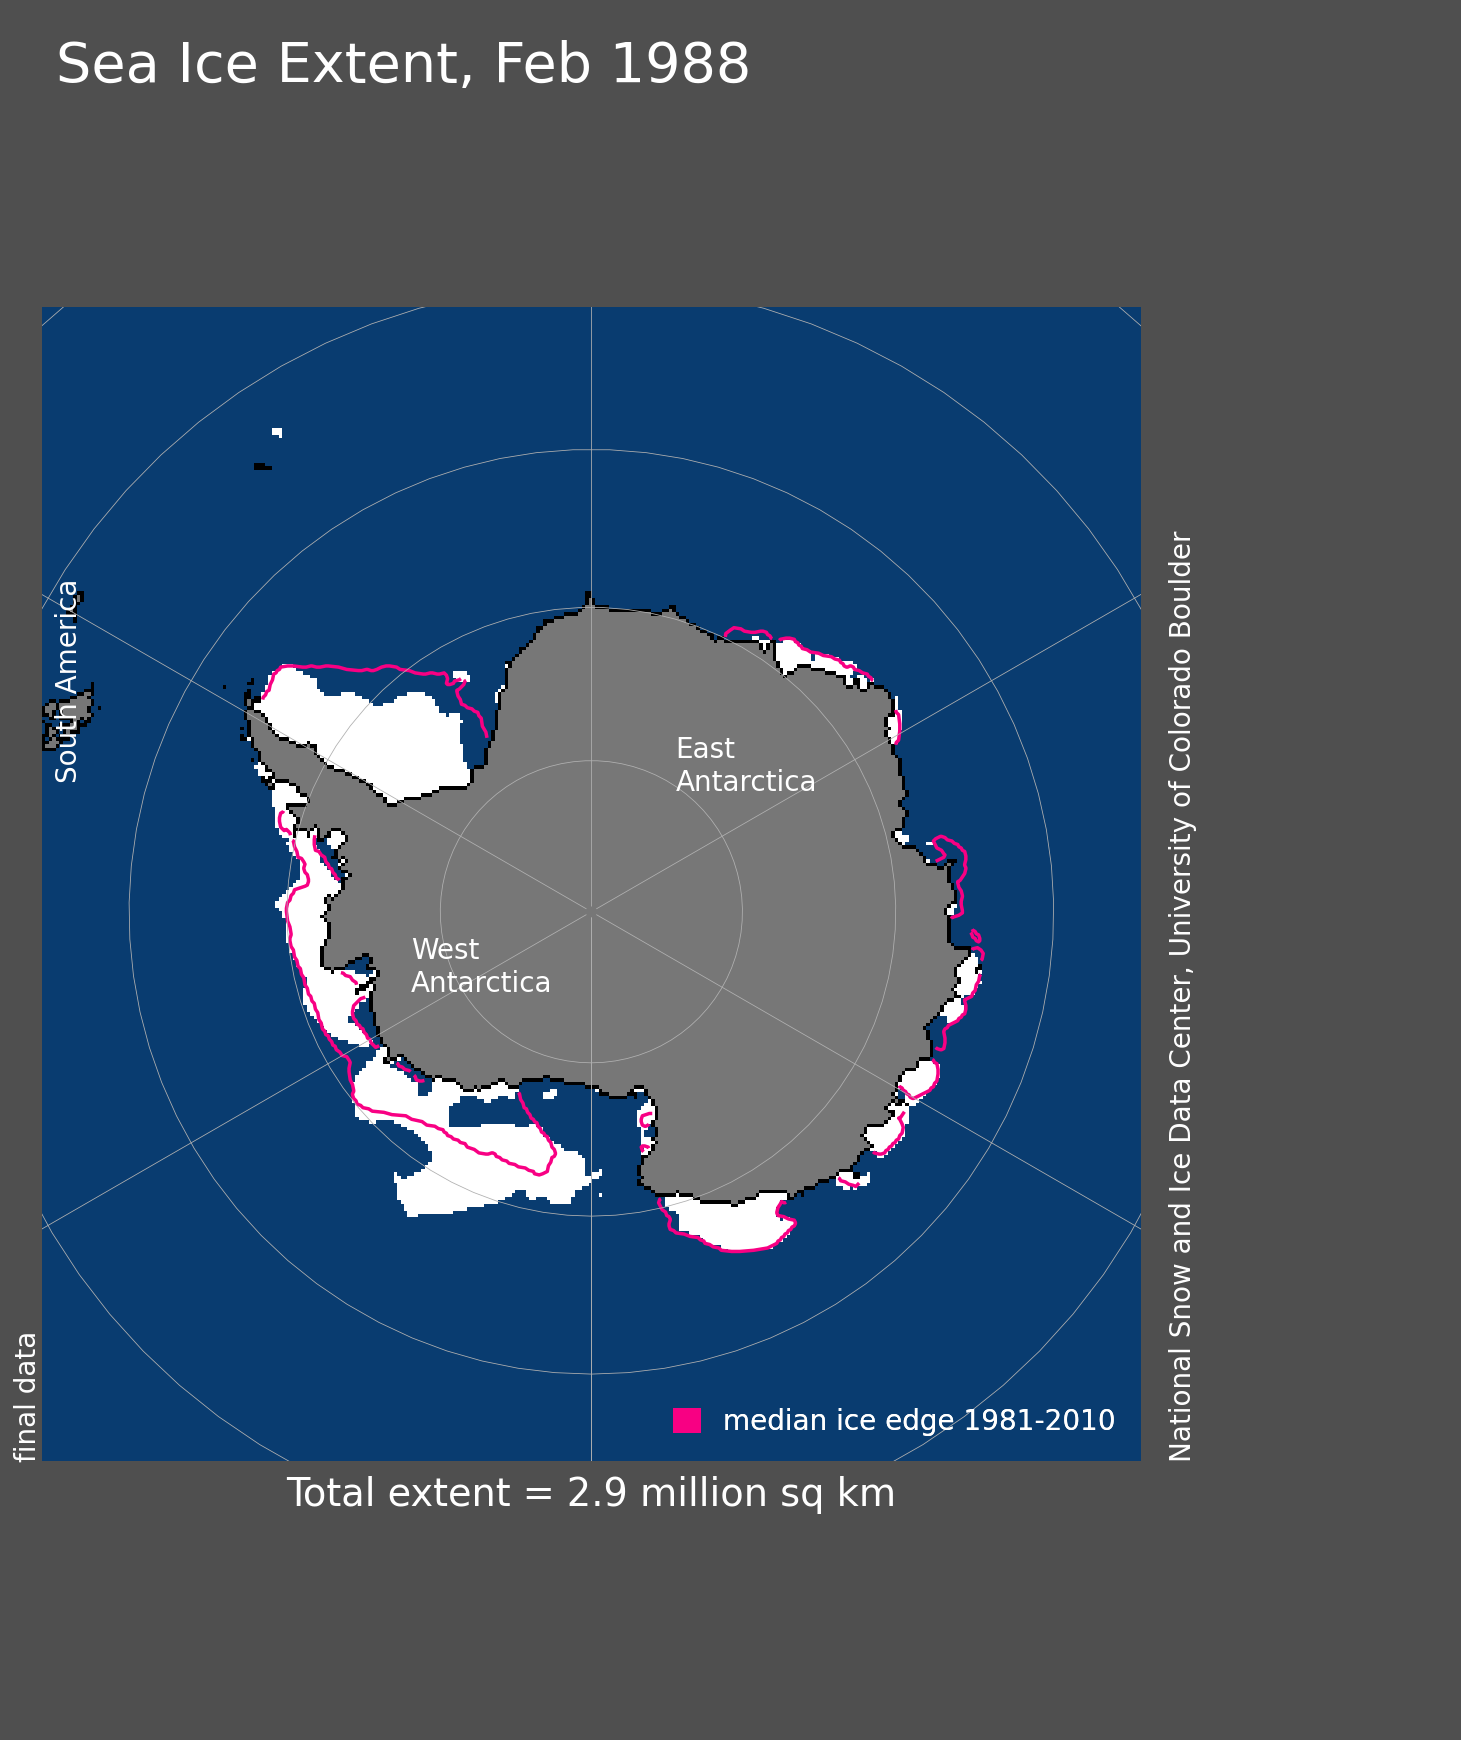 Sea Ice Extent, Feb 1988
South America
East
Antarctica
West
Antarctica
National Snow and Ice Data Center, University of Colorado Boulder
final data
median ice edge 1981-2010
Total extent = 2.9 million sq km